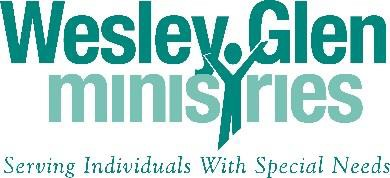 Wesley Glen
ministries
Serving Individuals With Special Needs